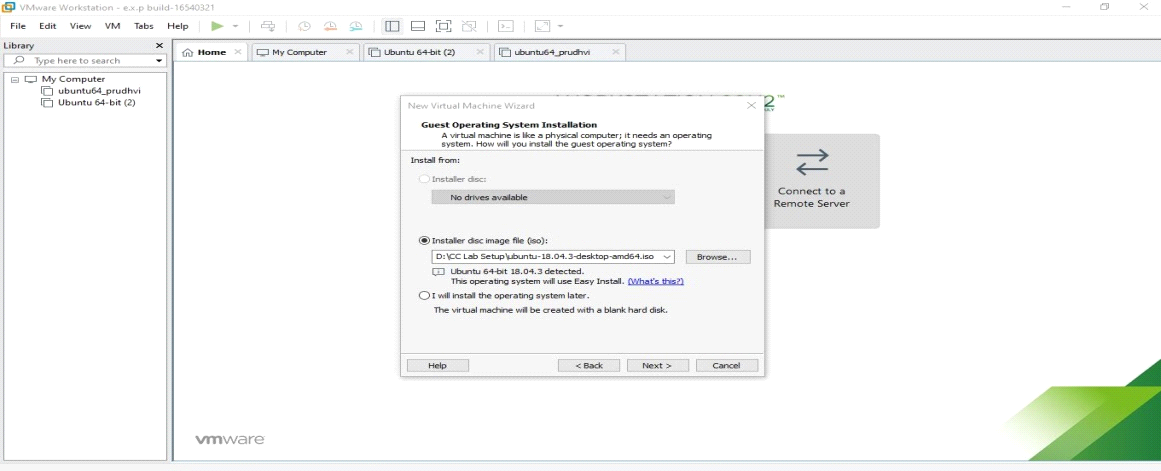 VMware Workstation - e.x.p build-16540321
File Edit View VM Tabs Help
Library
Type here to search
My Computer
ubuntu64_prudhvi
Ubuntu 64-bit (2)
Home
My Computer
Ubuntu 64-bit (2)
ubuntu64_prudhvi
New Virtual Machine Wizard
Guest Operating System Installation
A virtual machine is like a physical computer; it needs an operating
system. How will you install the guest operating system?
Install from:
Installer disc:
No drives available
Installer disc image file (iso):
D:\CC Lab Setup\ubuntu-18.04.3-desktop-amd64.iso
Browse...
Ubuntu 64-bit 18.04.3 detected.
This operating system will use Easy Install. (What's this?)
I will install the operating system later.
The virtual machine will be created with a blank hard disk.
Help
< Back
Next >
Cancel
Connect to a
Remote Server
vmware